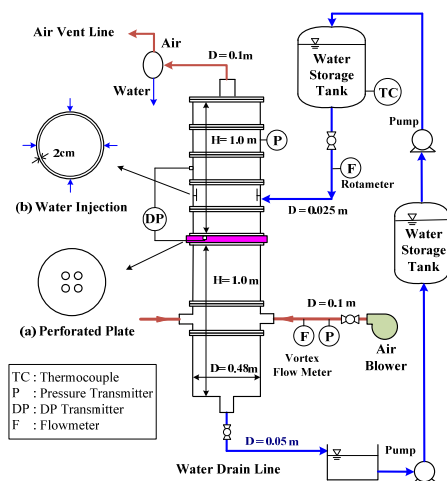 Air Vent Line
Air
D = 0.1m
Water
Water
Storage
Tank
TC
Pump
H= 1.0 m
P
2cm
F
Rotameter
(b) Water Injection
DP
D = 0.025 m
Water
Storage
Tank
H= 1.0 m
D = 0.1 m
(a) Perforated Plate
F
P
Vortex
Flow Meter
Air
Blower
TC : Thermocouple
P : Pressure Transmitter
DP : DP Transmitter
F : Flowmeter
D = 0.48m
D = 0.05 m
Pump
Water Drain Line